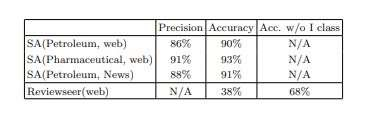 Precision Accuracy Acc. w/o I class
SA(Petroleum, web) 86% 90% N/A
SA(Pharmaceutical, web) 91% 93% N/A
SA(Petroleum, News) 88% 91% N/A
Reviewseer(web) N/A 38% 68%